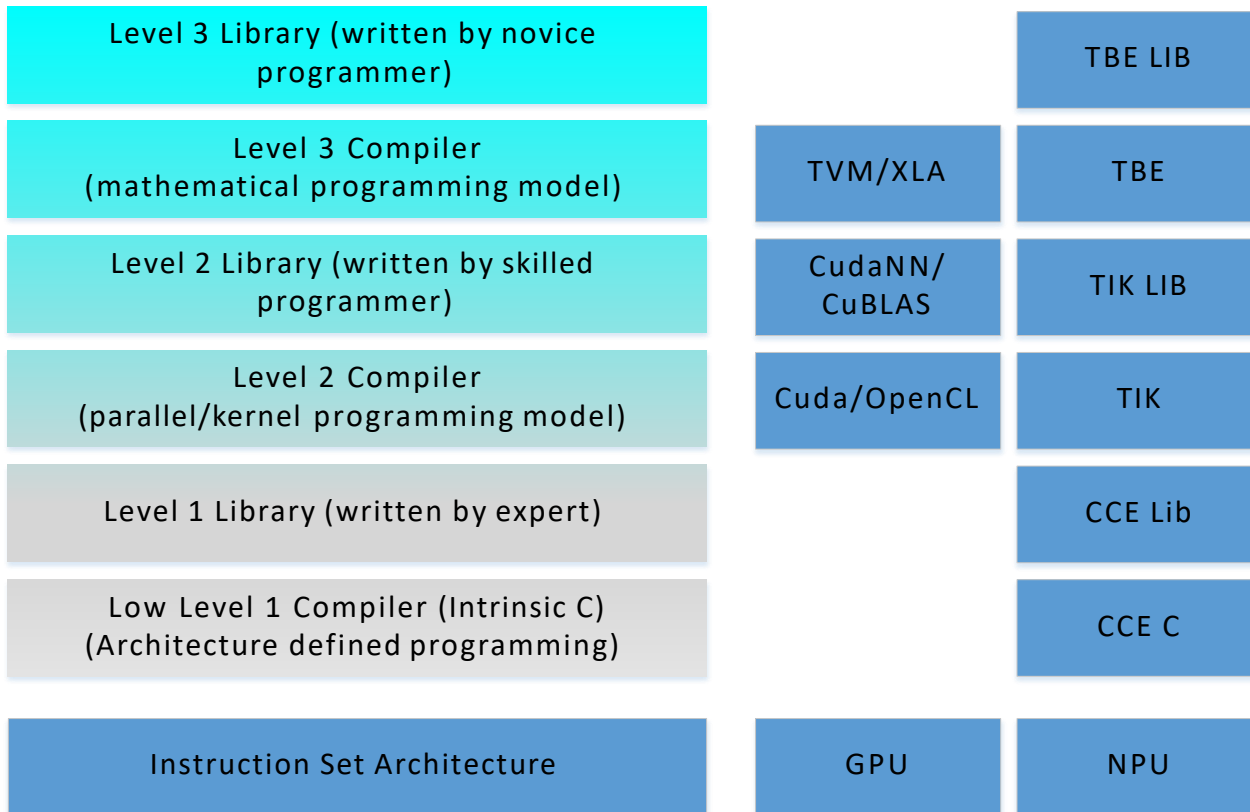 Level 3 Library (written by novice
programmer)
TBE LIB
Level 3 Compiler
(mathematical programming model)
TVM/XLA
TBE
Level 2 Library (written by skilled
programmer)
CudaNN/
CuBLAS
TIK LIB
Level 2 Compiler
(parallel/kernel programming model)
Cuda/OpenCL
TIK
Level 1 Library (written by expert)
CCE Lib
Low Level 1 Compiler (Intrinsic C)
(Architecture defined programming)
CCE C
Instruction Set Architecture
GPU
NPU